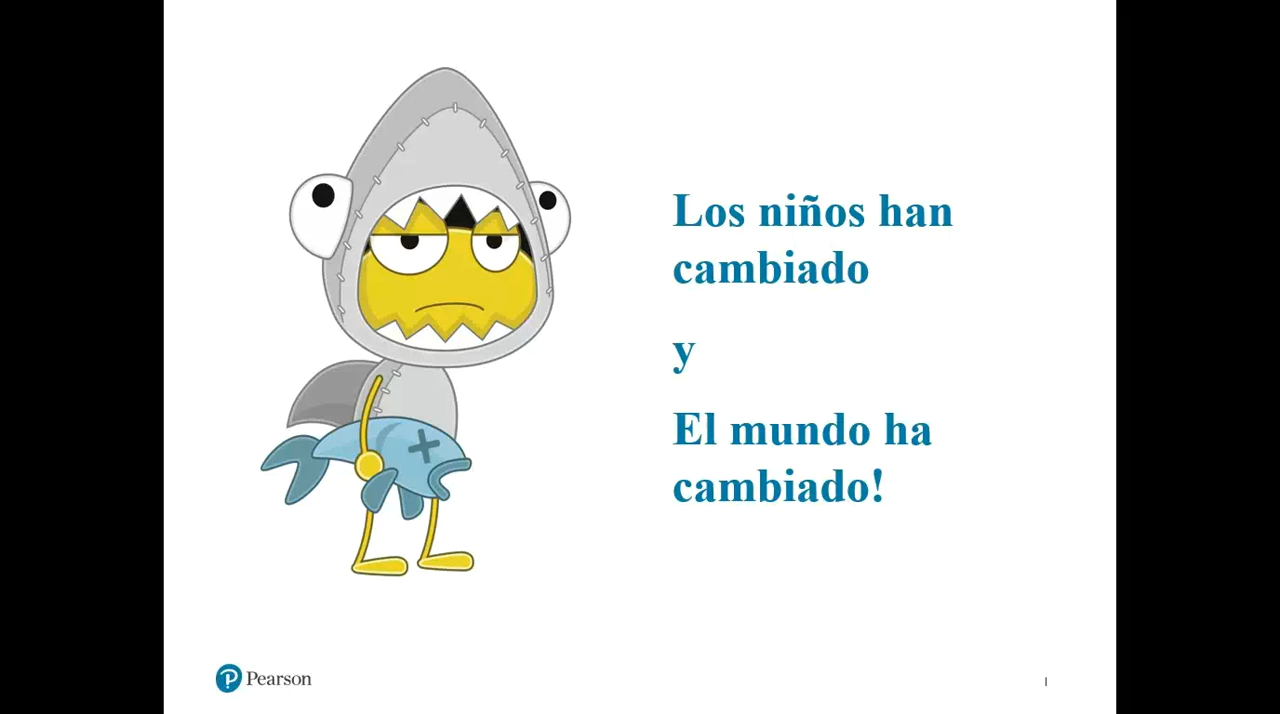 Los niños han
cambiado
y
El mundo ha
cambiado!
Pearson